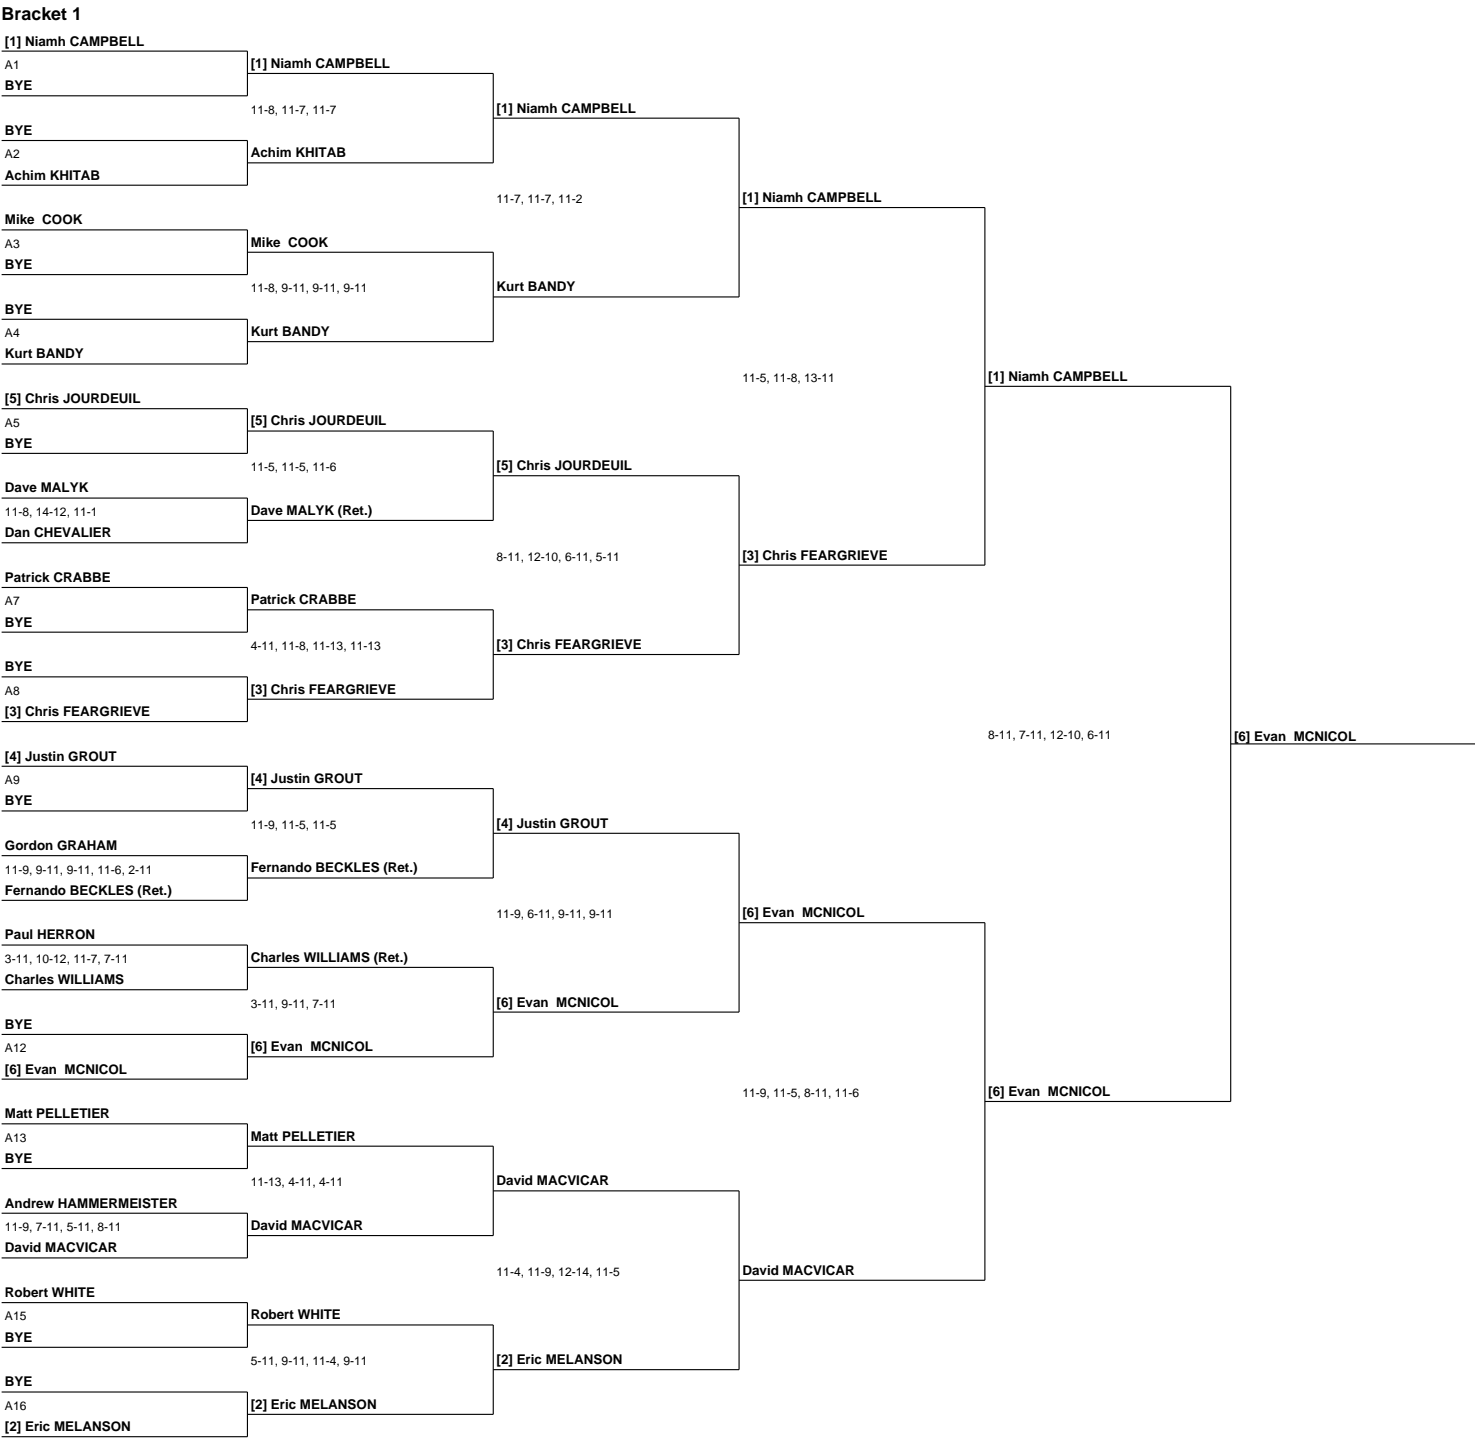 Bracket 1
[1] Niamh CAMPBELL
A1
BYE
BYE
A2
Achim KHITAB
Mike  COOK
A3
BYE
BYE
A4
Kurt BANDY
[5] Chris JOURDEUIL
A5
BYE
Dave MALYK
11-8, 14-12, 11-1
Dan CHEVALIER
Patrick CRABBE
A7
BYE
BYE
A8
[3] Chris FEARGRIEVE
[4] Justin GROUT
A9
BYE
Gordon GRAHAM
11-9, 9-11, 9-11, 11-6, 2-11
Fernando BECKLES (Ret.)
Paul HERRON
3-11, 10-12, 11-7, 7-11
Charles WILLIAMS
BYE
A12
[6] Evan  MCNICOL
Matt PELLETIER
A13
BYE
Andrew HAMMERMEISTER
11-9, 7-11, 5-11, 8-11
David MACVICAR
Robert WHITE
A15
BYE
BYE
A16
[2] Eric MELANSON
[1] Niamh CAMPBELL
11-8, 11-7, 11-7
Achim KHITAB
Mike  COOK
11-8, 9-11, 9-11, 9-11
Kurt BANDY
[5] Chris JOURDEUIL
11-5, 11-5, 11-6
Dave MALYK (Ret.)
Patrick CRABBE
4-11, 11-8, 11-13, 11-13
[3] Chris FEARGRIEVE
[4] Justin GROUT
11-9, 11-5, 11-5
Fernando BECKLES (Ret.)
Charles WILLIAMS (Ret.)
3-11, 9-11, 7-11
[6] Evan  MCNICOL
Matt PELLETIER
11-13, 4-11, 4-11
David MACVICAR
Robert WHITE
5-11, 9-11, 11-4, 9-11
[2] Eric MELANSON
[1] Niamh CAMPBELL
11-7, 11-7, 11-2
Kurt BANDY
[5] Chris JOURDEUIL
8-11, 12-10, 6-11, 5-11
[3] Chris FEARGRIEVE
[4] Justin GROUT
11-9, 6-11, 9-11, 9-11
[6] Evan  MCNICOL
David MACVICAR
11-4, 11-9, 12-14, 11-5
[2] Eric MELANSON
[1] Niamh CAMPBELL
11-5, 11-8, 13-11
[3] Chris FEARGRIEVE
[6] Evan  MCNICOL
11-9, 11-5, 8-11, 11-6
David MACVICAR
[1] Niamh CAMPBELL
8-11, 7-11, 12-10, 6-11
[6] Evan  MCNICOL
[6] Evan  MCNICOL